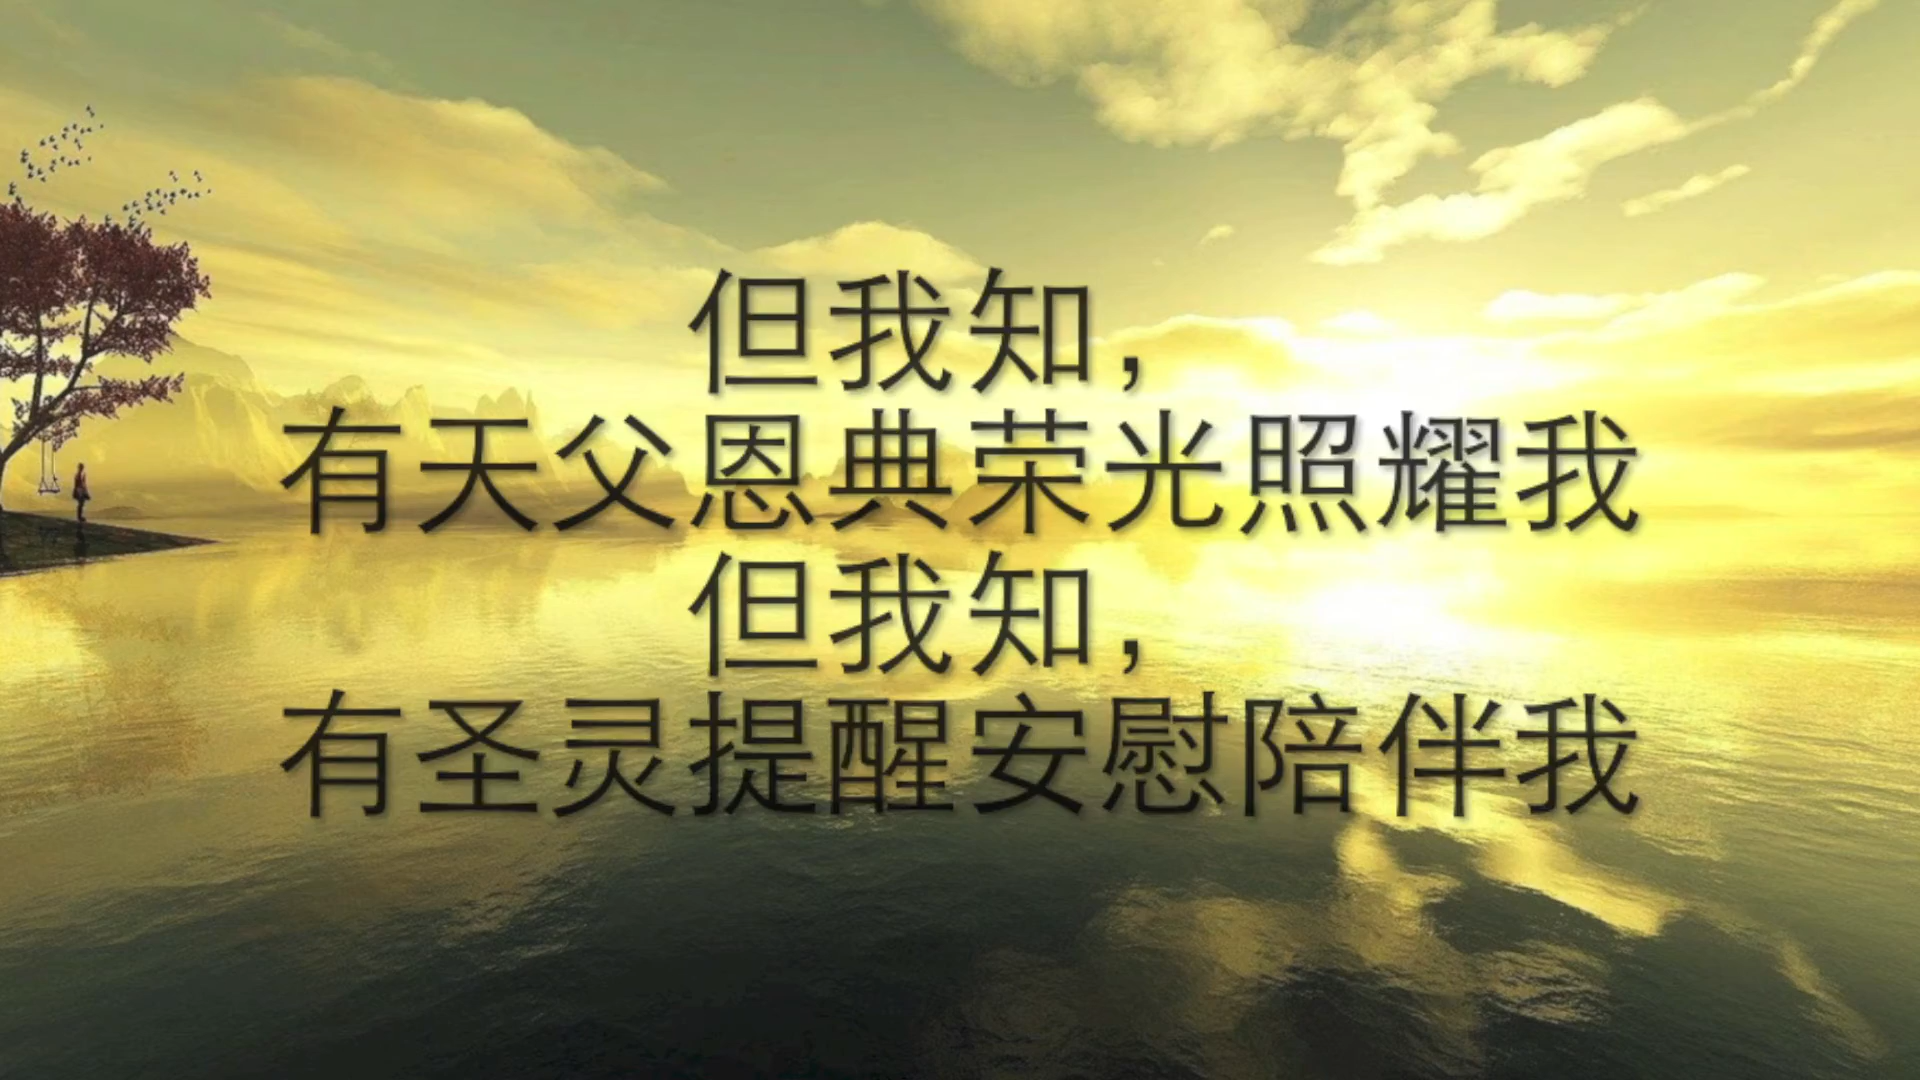 但我知，
有天父恩典荣光照耀我
但我知，
有圣灵提醒安慰陪伴我